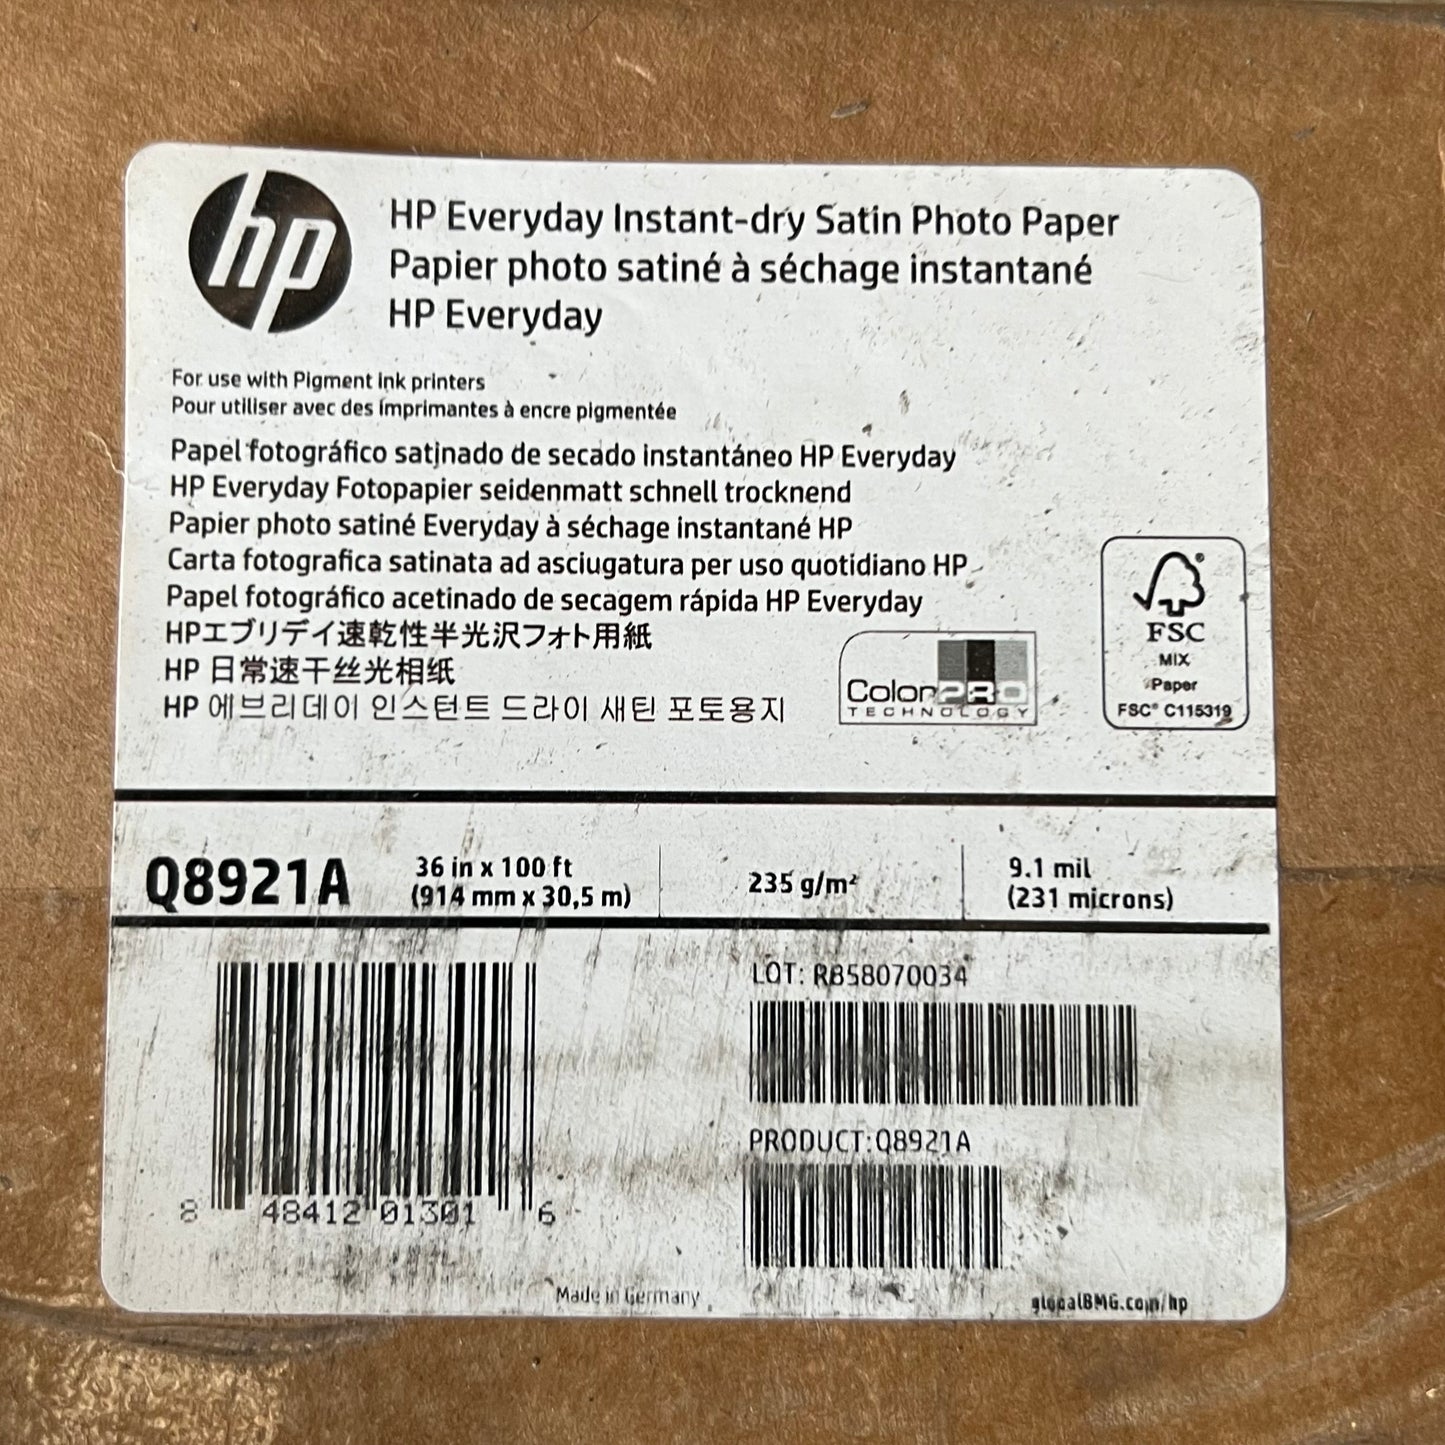 hp
HP Everyday Instant-dry Satin Photo Paper
Papier photo satiné à séchage instantané
HP Everyday
For use with Pigment ink printers
Pour utiliser avec des imprimantes à encre pigmentée
Papel fotográfico satinado de secado instantáneo HP Everyday
HP Everyday Fotopapier seidenmatt schnell trocknend
Papier photo satiné Everyday à séchage instantané HP
Carta fotografica satinata ad asciugatura per uso quotidiano HP
Papel fotográfico acetinado de secagem rápida HP Everyday
HPエブリデイ速乾性半光沢フォト用紙
HP 日常速干丝光相纸
HP 에브리데이 인스턴트 드라이 새틴 포토용지
ColorPRO
TECHNOLOGY
FSC®
MIX
Paper
FSC® C115319
Q8921A
36 in x 100 ft
(914 mm x 30,5 m)
235 g/m²
9.1 mil
(231 microns)
LOT: RB58070034
PRODUCT:Q8921A
8 48412 01301 6
Made in Germany
globalBMG.com/hp